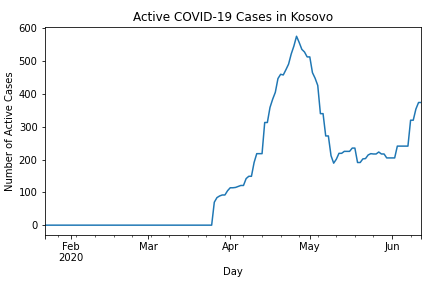 Active COVID-19 Cases in Kosovo
600
500
400
300
200
100
0
Number of Active Cases
Feb
2020
Mar
Apr
May
Jun
Day